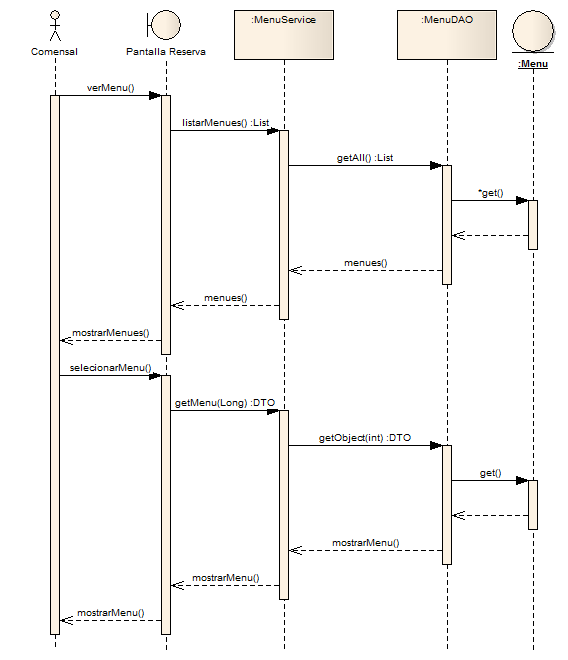 :MenuService
:MenuDAO
Comensal
Pantalla Reserva
:Menu
verMenu()
listarMenues() :List
getAll() :List
*get()
menues()
menues()
mostrarMenues()
selecionarMenu()
getMenu(Long) :DTO
getObject(int) :DTO
get()
mostrarMenu()
mostrarMenu()
mostrarMenu()